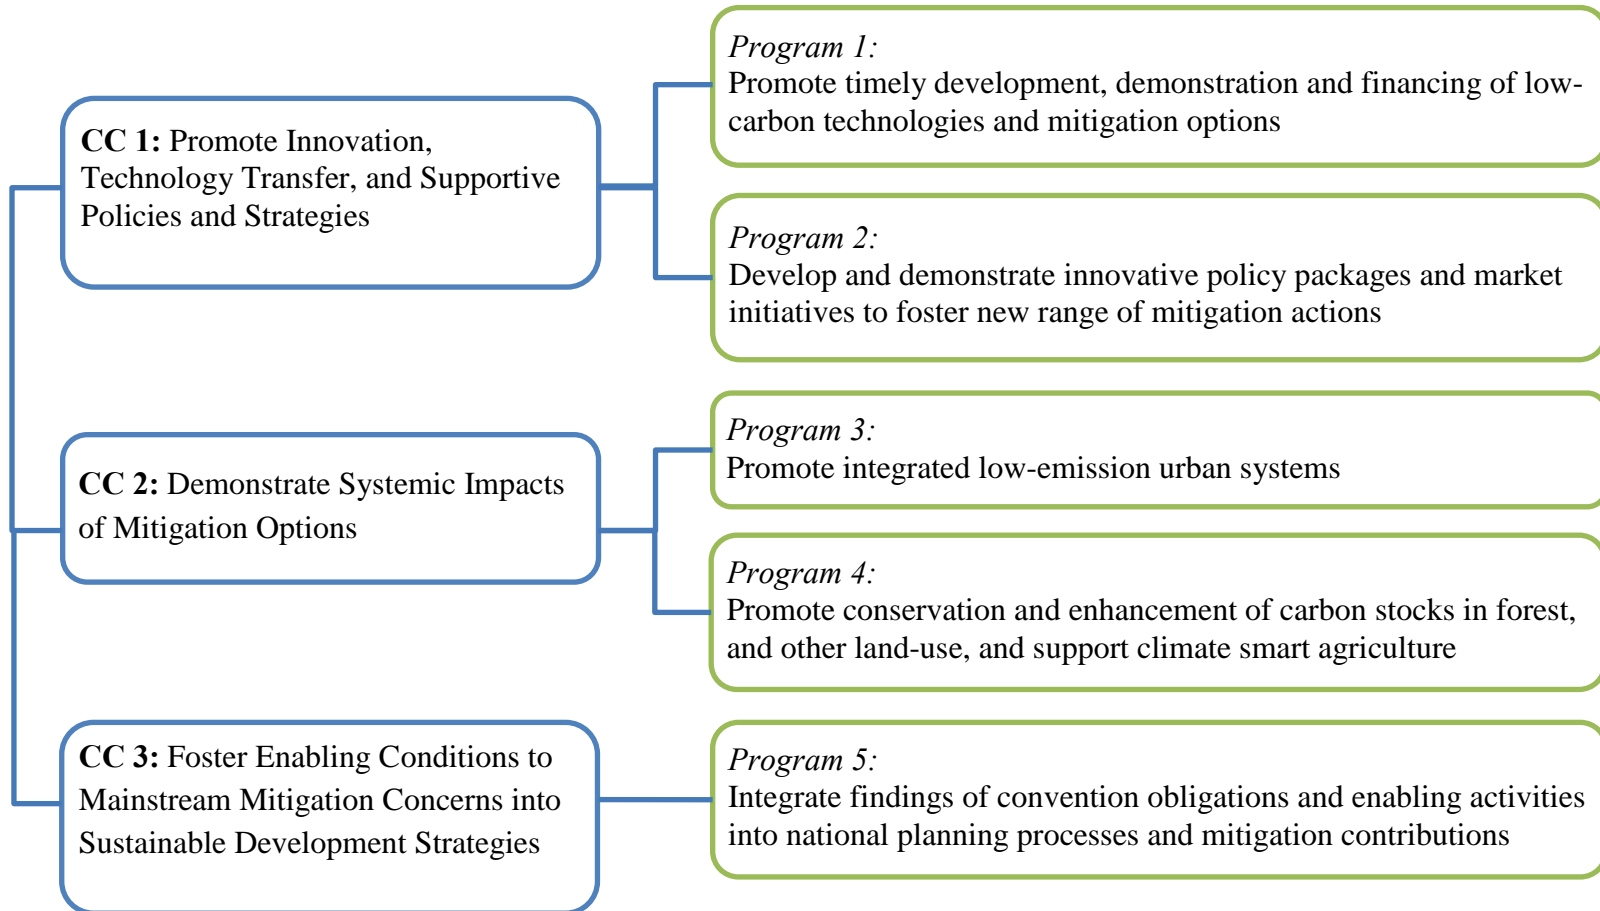 CC 1: Promote Innovation,
Technology Transfer, and Supportive
Policies and Strategies
Program 1:
Promote timely development, demonstration and financing of low-
carbon technologies and mitigation options
Program 2:
Develop and demonstrate innovative policy packages and market
initiatives to foster new range of mitigation actions
CC 2: Demonstrate Systemic Impacts
of Mitigation Options
Program 3:
Promote integrated low-emission urban systems
Program 4:
Promote conservation and enhancement of carbon stocks in forest,
and other land-use, and support climate smart agriculture
CC 3: Foster Enabling Conditions to
Mainstream Mitigation Concerns into
Sustainable Development Strategies
Program 5:
Integrate findings of convention obligations and enabling activities
into national planning processes and mitigation contributions